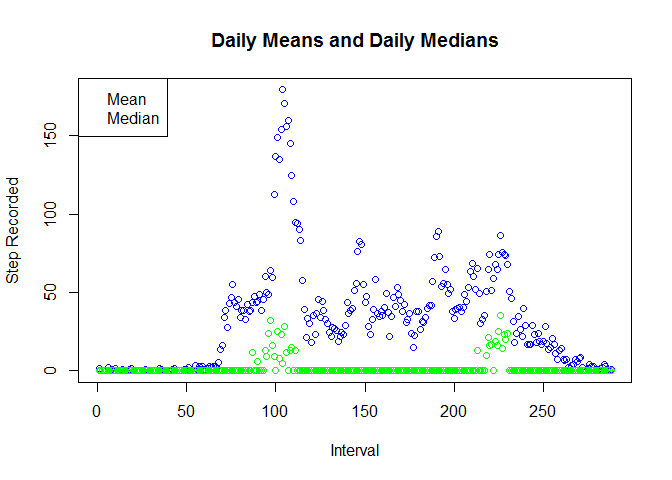 Daily Means and Daily Medians
Mean
Median
Step Recorded
150
100
50
0
0 50 100 150 200 250
Interval